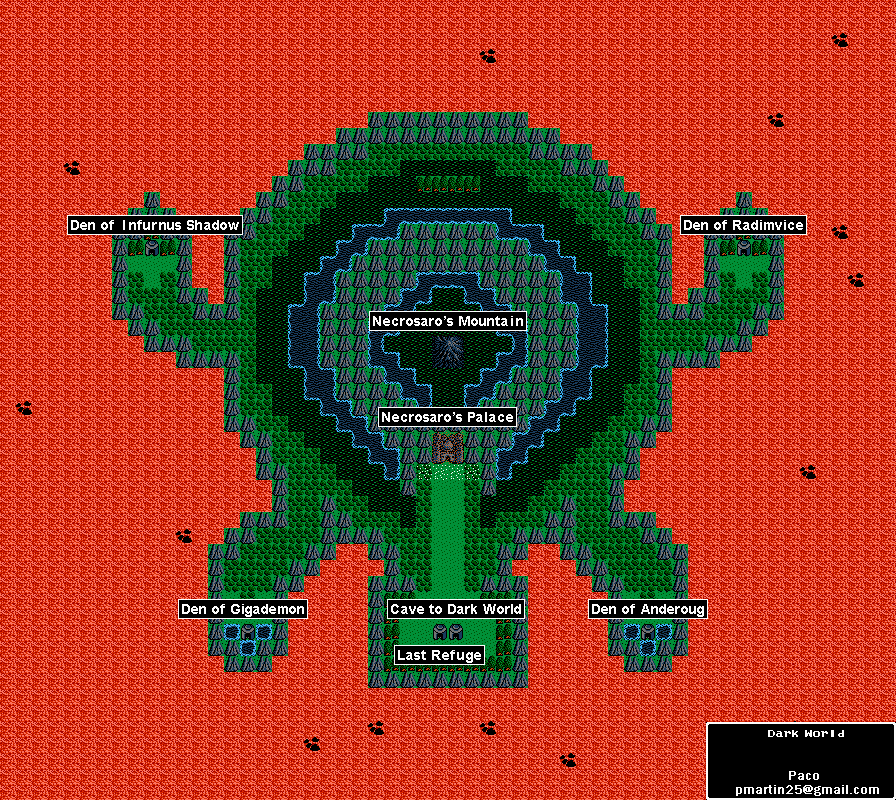 Den of Infurnus Shadow
Den of Radimvice
Necrosaro's Mountain
Necrosaro's Palace
Den of Gigademon
Cave to Dark World
Den of Anderoug
Last Refuge
Dark World
Paco
pmartin25@gmail.com